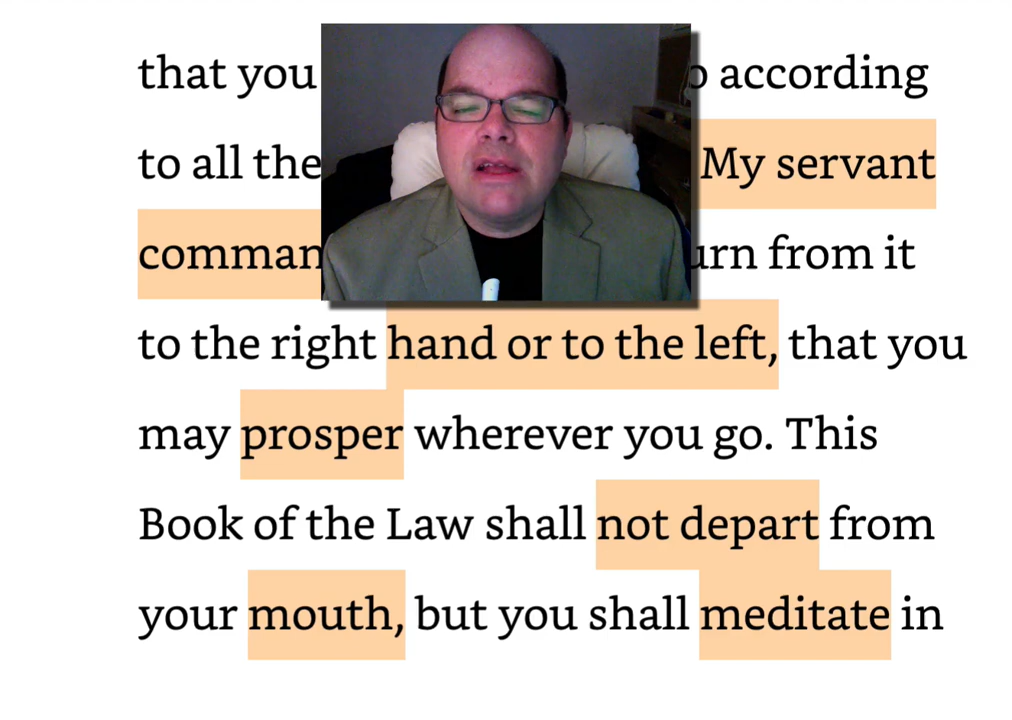 that you according
to all the My servant
from it
to the right hand or to the left, that you
may prosper wherever you go. This
Book of the Law shall not depart from
your mouth, but you shall meditate in